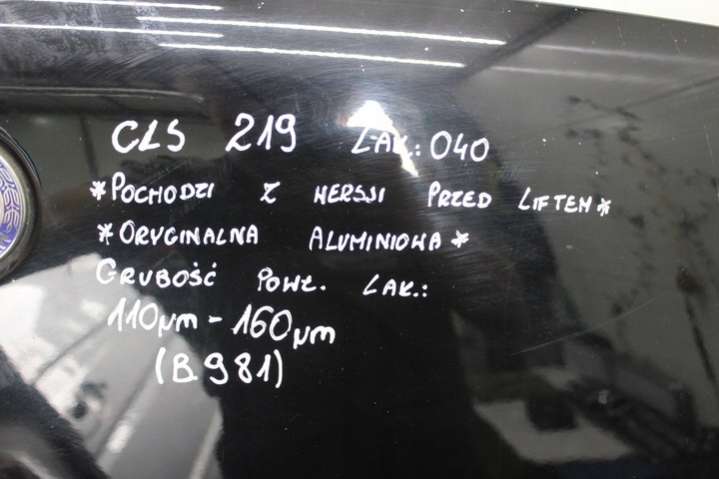 CLS 219 LAK.: 040
*POCHODZI Z WERSJI PRZED LIFTEM*
*ORYGINALNA ALUMINIOWA*
GRUBOŚĆ POWŁ. LAK.:
110µm - 160µm
(B981)